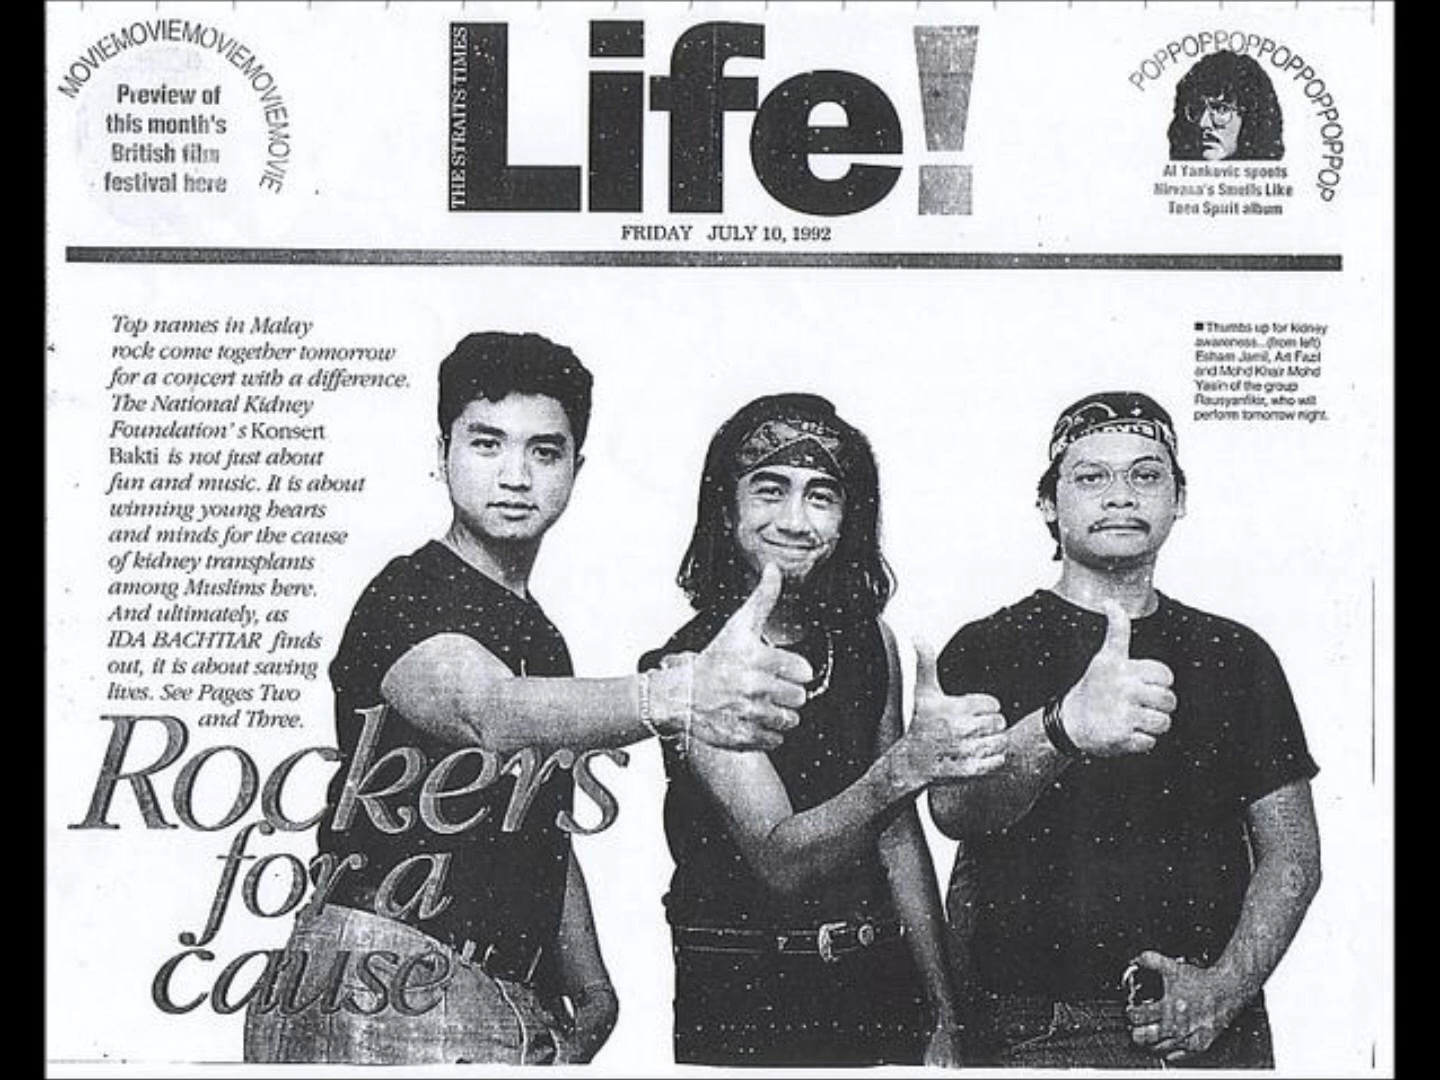 MOVIEMOVIEMOVIEMOVIEMOVIE
Preview of
this month's
British film
festival here
THE STRAITS TIMES
Life!
FRIDAY JULY 10, 1992
POPPOPPOPPOPPOPPOPPOPPOP
Al Yankovic spoofs
Nirvana's Smells Like
Teen Spirit album
Top names in Malay
rock come together tomorrow
for a concert with a difference.
The National Kidney
Foundation's Konsert
Bakti is not just about
fun and music. It is about
winning young hearts
and minds for the cause
of kidney transplants
among Muslims here.
And ultimately, as
IDA BACHTIAR finds
out, it is about saving
lives. See Pages Two
and Three.
Rockers
for a
cause
■ Thumbs up for kidney
awareness...(from left)
Esham Jamil, Art Fazil
and Mohd Khair Mohd
Yasin of the group
Rausyanfikir, who will
perform tomorrow night.